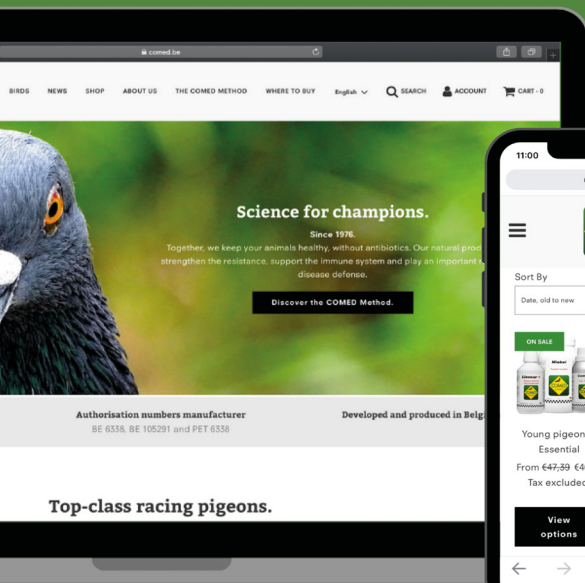 comed.be
BIRDS NEWS SHOP ABOUT US THE COMED METHOD WHERE TO BUY English SEARCH ACCOUNT CART - 0
Science for champions.
Since 1976.
Together, we keep your animals healthy, without antibiotics. Our natural prod
strengthen the resistance, support the immune system and play an important
disease defense.
Discover the COMED Method.
Authorisation numbers manufacturer
BE 6338, BE 105291 and PET 6338
Developed and produced in Belg
Top-class racing pigeons.
11:00
Sort By
Date, old to new
ON SALE
COMED
Young pigeon
Essential
From €47,39 €4
Tax excluded
View
options